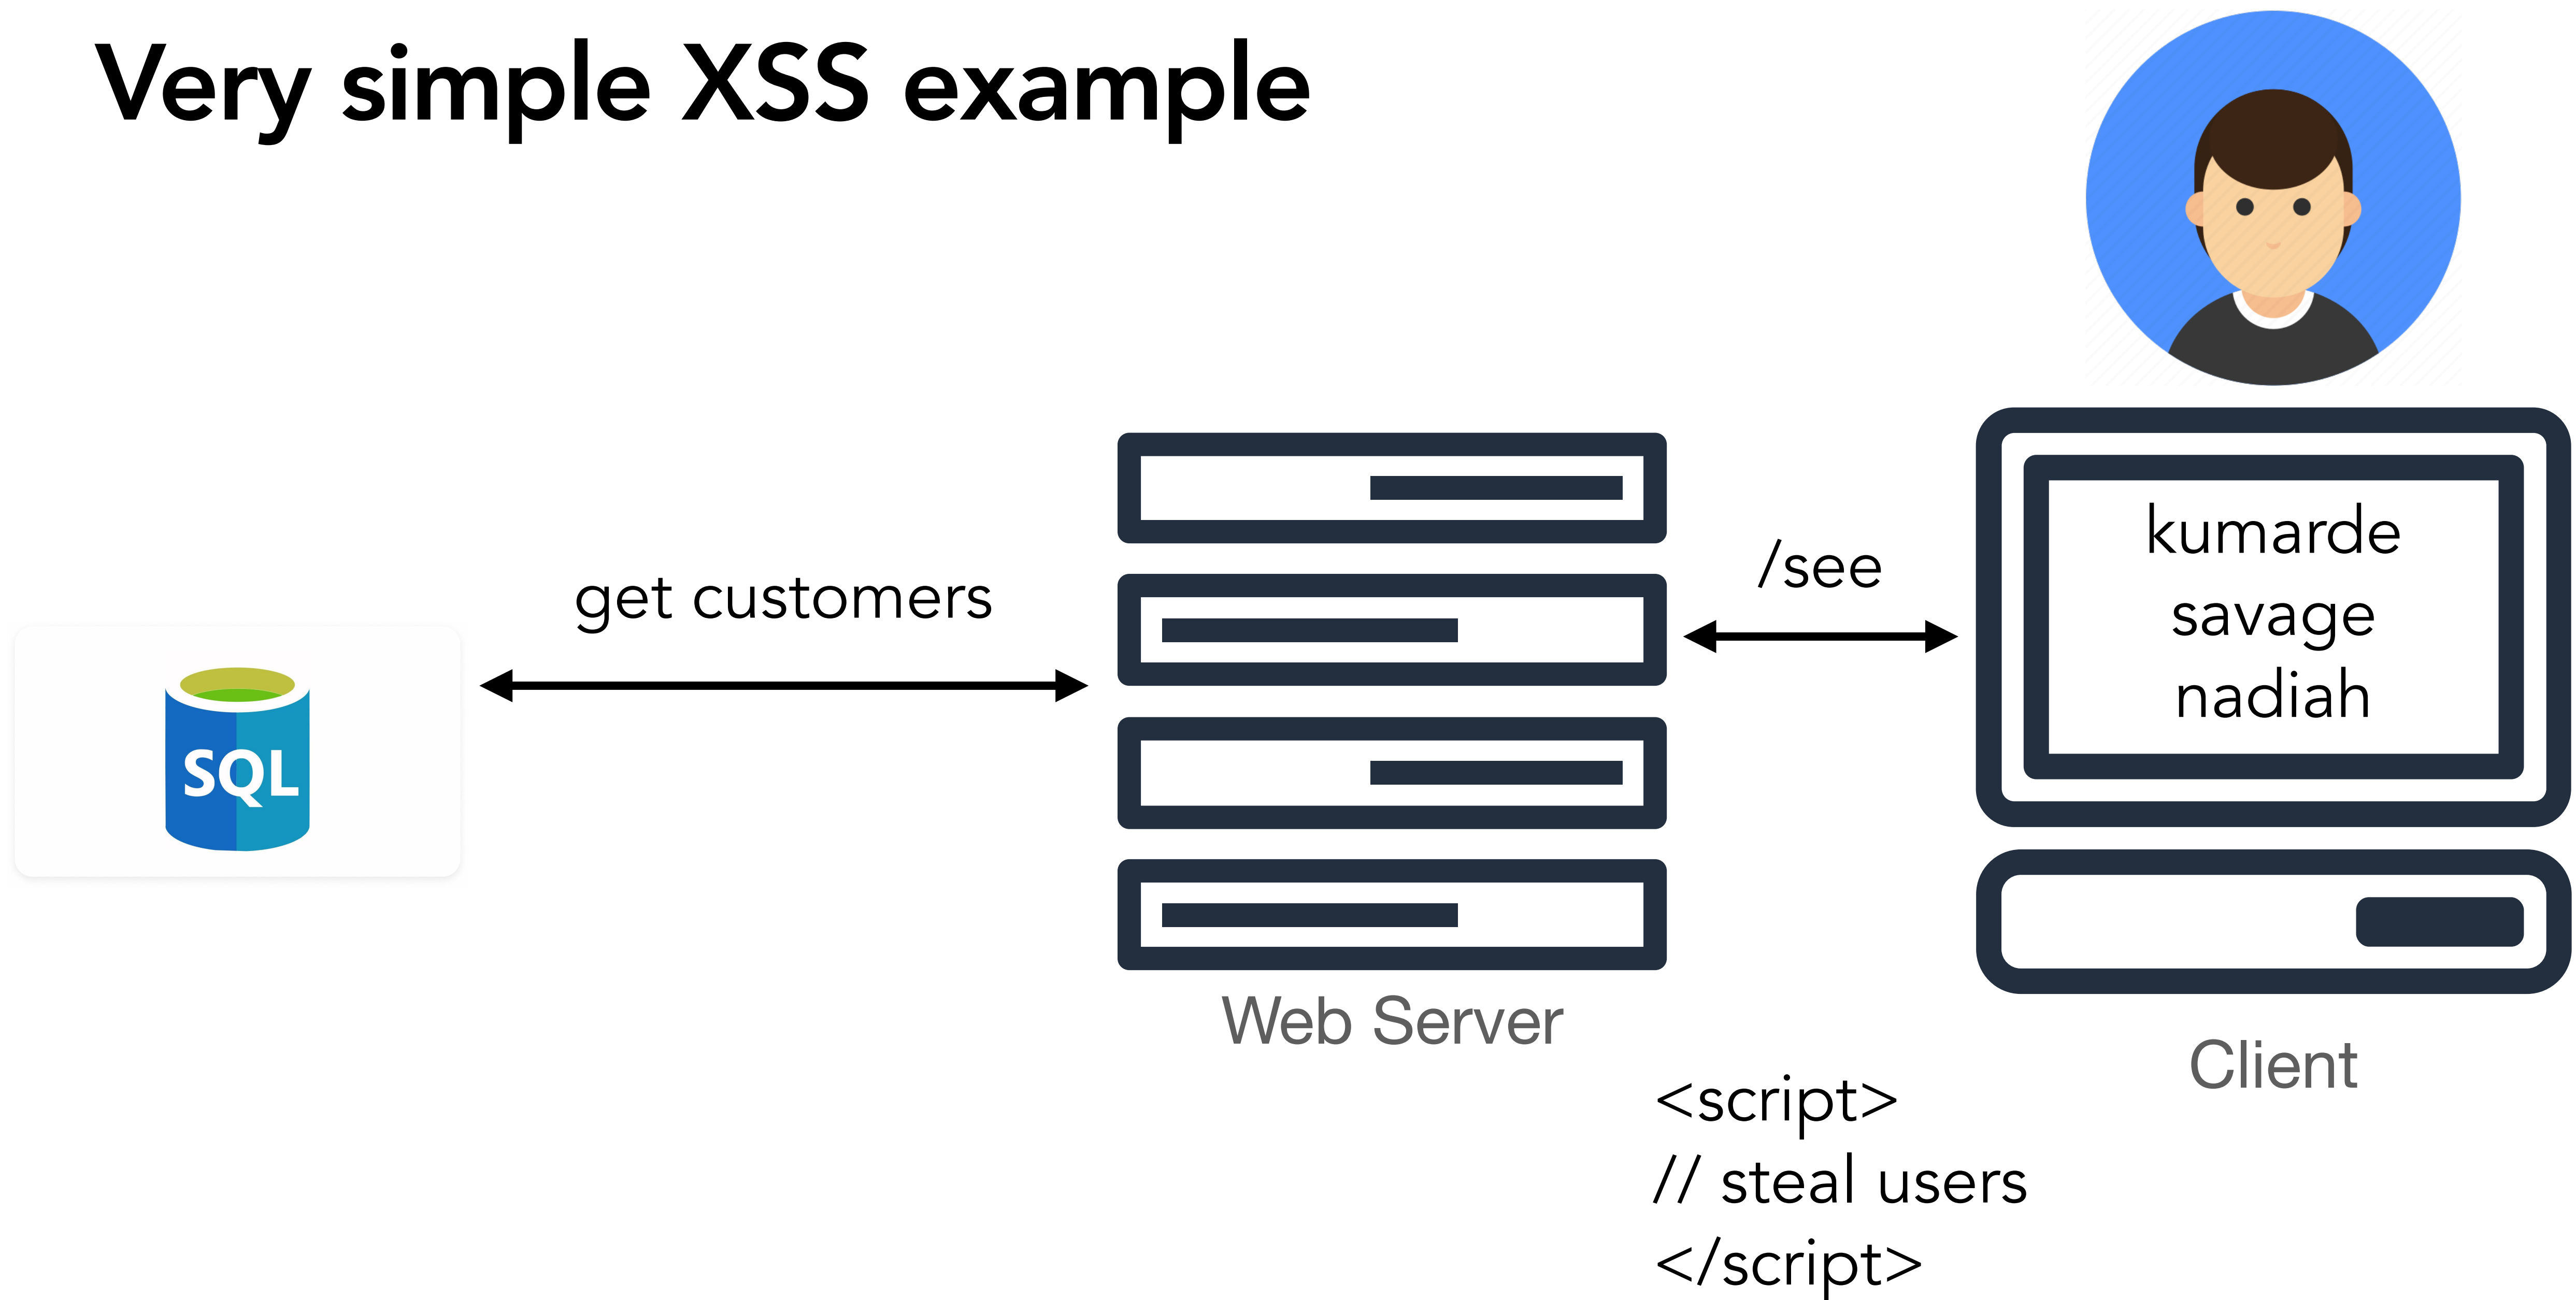 Very simple XSS example
get customers
SQL
/see
kumarde
savage
nadiah
Web Server
Client
<script>
// steal users
</script>